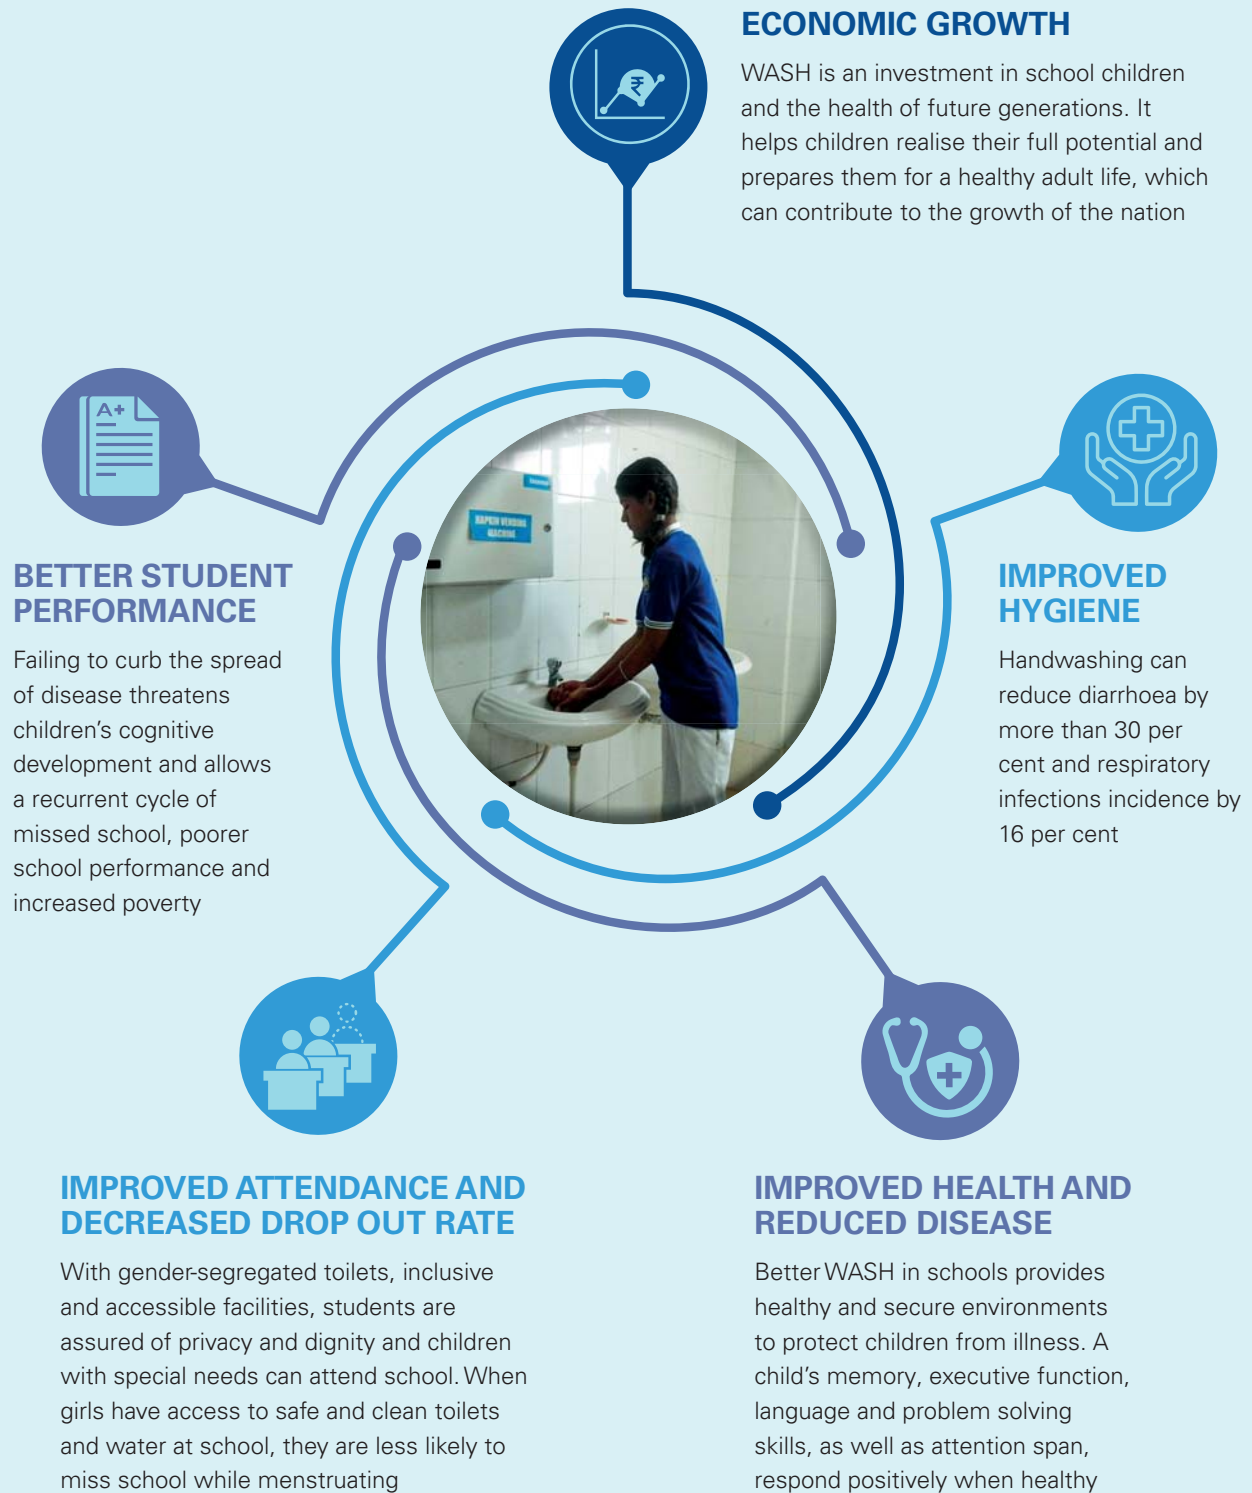 ECONOMIC GROWTH
WASH is an investment in school children
and the health of future generations. It
helps children realise their full potential and
prepares them for a healthy adult life, which
can contribute to the growth of the nation
₹
A+
NAPKIN VENDING
MACHINE
BETTER STUDENT
PERFORMANCE
Failing to curb the spread
of disease threatens
children’s cognitive
development and allows
a recurrent cycle of
missed school, poorer
school performance and
increased poverty
IMPROVED
HYGIENE
Handwashing can
reduce diarrhoea by
more than 30 per
cent and respiratory
infections incidence by
16 per cent
IMPROVED ATTENDANCE AND
DECREASED DROP OUT RATE
With gender-segregated toilets, inclusive
and accessible facilities, students are
assured of privacy and dignity and children
with special needs can attend school. When
girls have access to safe and clean toilets
and water at school, they are less likely to
miss school while menstruating
IMPROVED HEALTH AND
REDUCED DISEASE
Better WASH in schools provides
healthy and secure environments
to protect children from illness. A
child’s memory, executive function,
language and problem solving
skills, as well as attention span,
respond positively when healthy